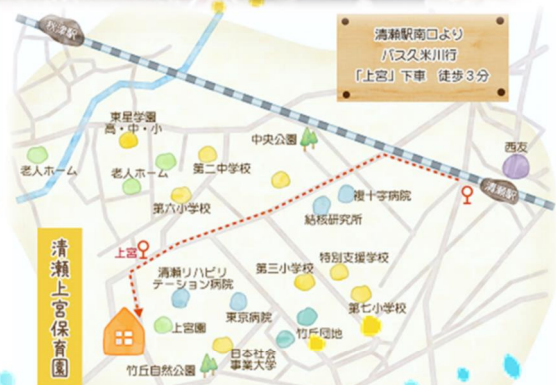 清瀬駅南口より
バス久米川行
「上宮」下車 徒歩3分
秋津駅
東星学園
高・中・小
中央公園
西友
老人ホーム
老人ホーム
第二中学校
清瀬駅
複十字病院
第六小学校
結核研究所
上宮
清瀬リハビリ
テーション病院
第三小学校
特別支援学校
東京病院
第七小学校
上宮園
竹丘団地
日本社会
事業大学
竹丘自然公園
清瀬上宮保育園